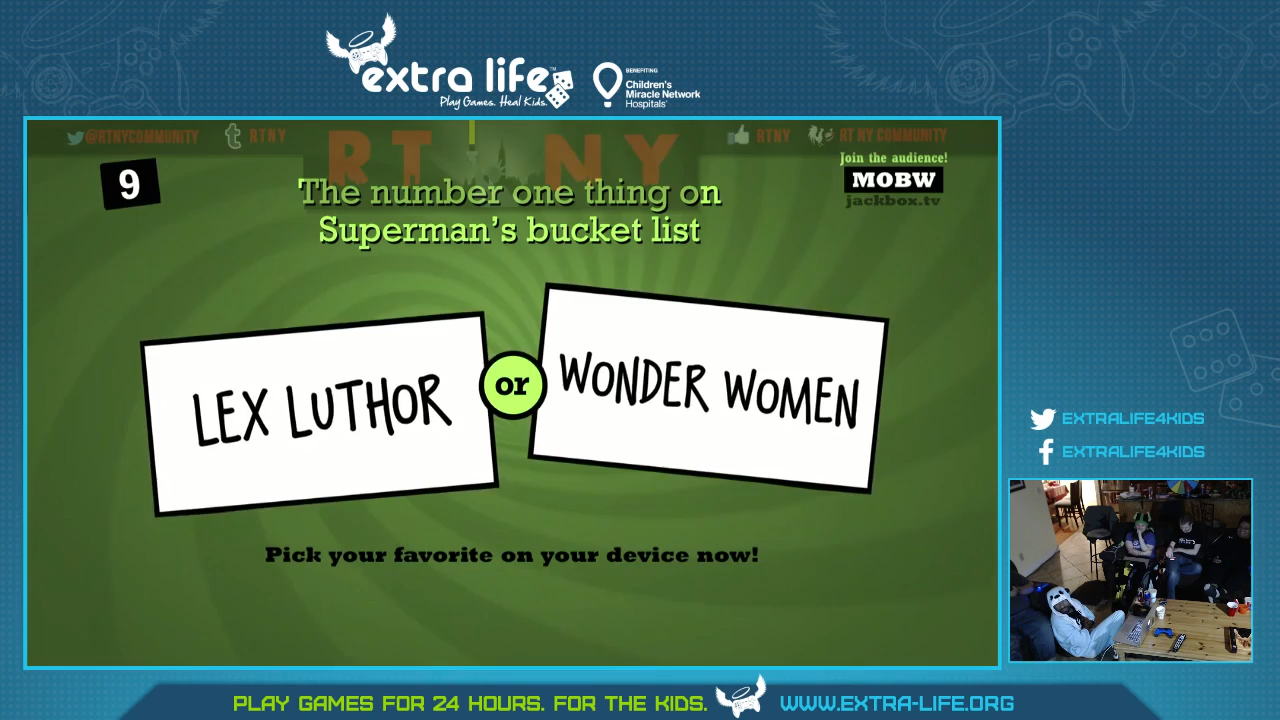 extra life™
Play Games. Heal Kids.
BENEFITING
Children's
Miracle Network
Hospitals®
@RTNYCOMMUNITY
RTNY
RT NY
RTNY
RT NY COMMUNITY
9
The number one thing on
Superman's bucket list
Join the audience!
MOBW
jackbox.tv
LEX LUTHOR
or
WONDER WOMEN
Pick your favorite on your device now!
EXTRALIFE4KIDS
EXTRALIFE4KIDS
PLAY GAMES FOR 24 HOURS. FOR THE KIDS.
WWW.EXTRA-LIFE.ORG